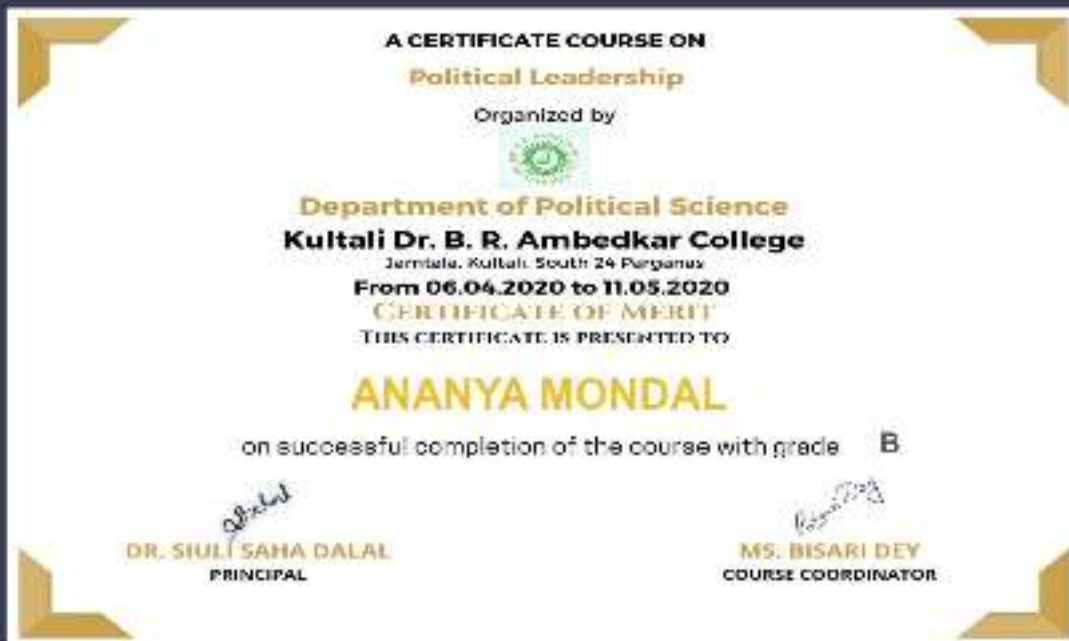 A CERTIFICATE COURSE ON
Political Leadership
Organized by
Department of Political Science
Kultali Dr. B. R. Ambedkar College
Jamtala, Kultali, South 24 Parganas
From 06.04.2020 to 11.05.2020
CERTIFICATE OF MERIT
THIS CERTIFICATE IS PRESENTED TO
ANANYA MONDAL
on successful completion of the course with grade B
DR. SIULI SAHA DALAL
PRINCIPAL
MS. BISARI DEY
COURSE COORDINATOR